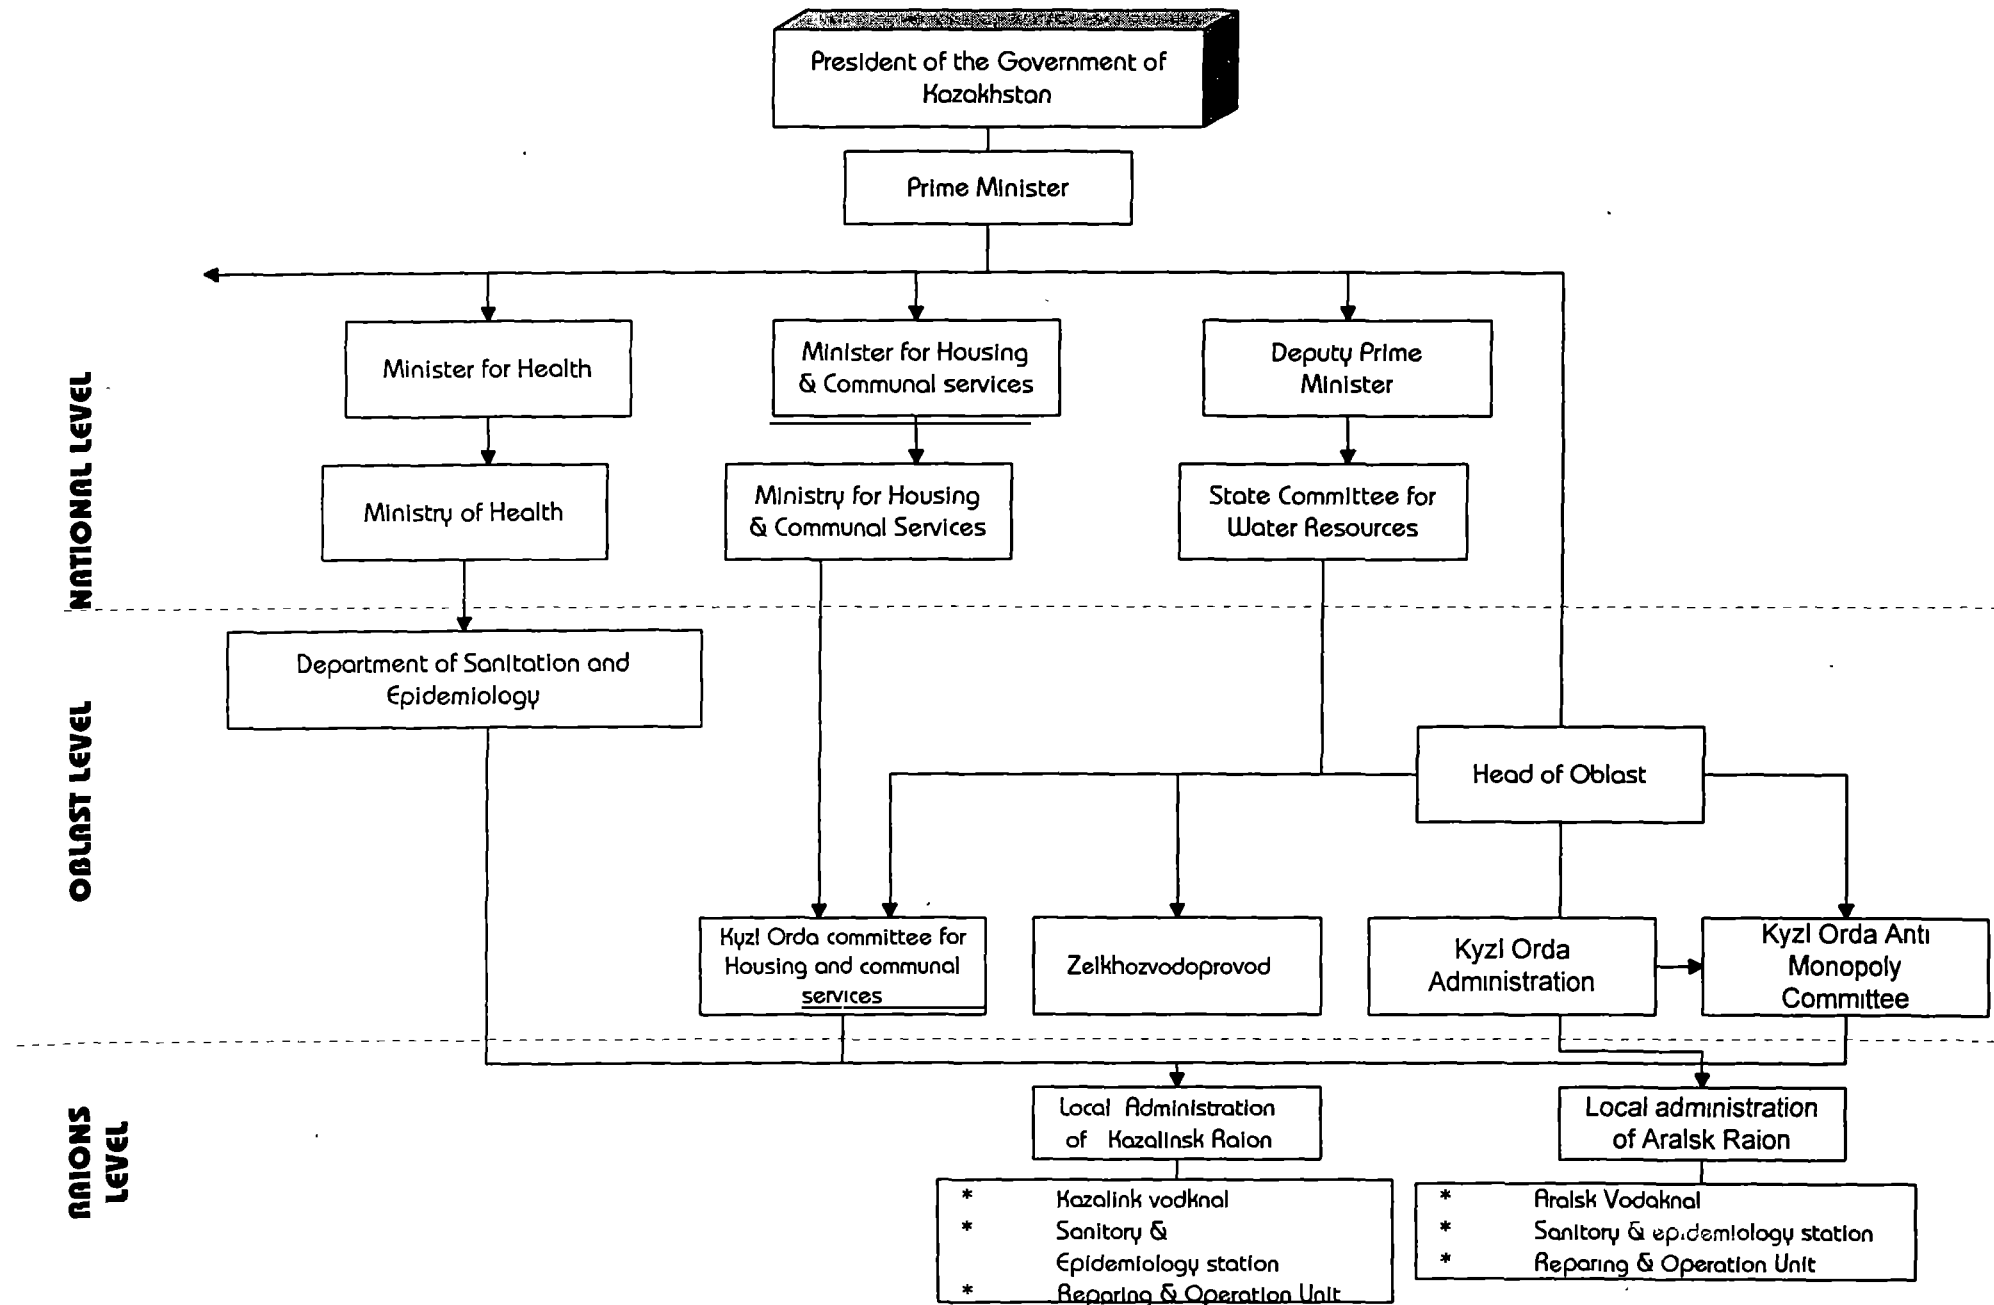 President of the Government of
Kazakhstan
Prime Minister
NATIONAL LEVEL
Minister for Health
Minister for Housing
& Communal services
Deputy Prime
Minister
Ministry of Health
Ministry for Housing
& Communal Services
State Committee for
Water Resources
OBLAST LEVEL
Department of Sanitation and
Epidemiology
Head of Oblast
Kyzl Orda committee for
Housing and communal
services
Zelkhozvodoprovod
Kyzl Orda
Administration
Kyzl Orda Anti
Monopoly
Committee
RAIONS
LEVEL
Local Administration
of Kazalinsk Raion
Local administration
of Aralsk Raion
* Kazalink vodknal
* Sanitory &
Epidemiology station
* Reparing & Operation Unit
* Aralsk Vodaknal
* Sanitory & epidemiology station
* Reparing & Operation Unit